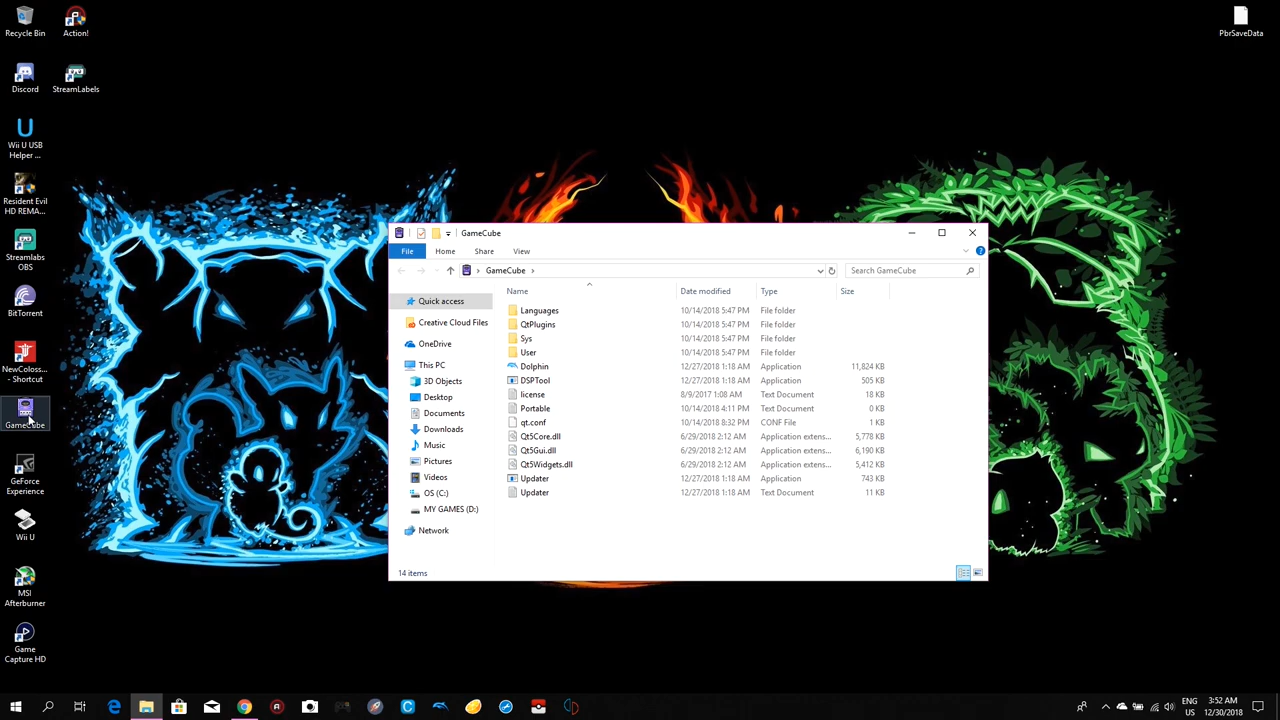 Recycle Bin
Action!
PbrSaveData
Discord
StreamLabels
Wii U USB
Helper ...
Resident Evil
HD REMA...
Streamlabs
OBS
BitTorrent
NewColoss...
- Shortcut
GameCube
GeForce
Experience
Wii U
MSI
Afterburner
Game
Capture HD
GameCube
File Home Share View
GameCube
Search GameCube
Name Date modified Type Size
Languages 10/14/2018 5:47 PM File folder
QtPlugins 10/14/2018 5:47 PM File folder
Sys 10/14/2018 5:47 PM File folder
User 10/14/2018 5:47 PM File folder
Dolphin 12/27/2018 1:18 AM Application 11,824 KB
DSPTool 12/27/2018 1:18 AM Application 505 KB
license 8/9/2017 1:08 AM Text Document 18 KB
Portable 10/14/2018 4:11 PM Text Document 0 KB
qt.conf 10/14/2018 8:32 PM CONF File 1 KB
Qt5Core.dll 6/29/2018 2:12 AM Application extens... 5,778 KB
Qt5Gui.dll 6/29/2018 2:12 AM Application extens... 6,190 KB
Qt5Widgets.dll 6/29/2018 2:12 AM Application extens... 5,412 KB
Updater 12/27/2018 1:18 AM Application 743 KB
Updater 12/27/2018 1:18 AM Text Document 11 KB
Quick access
Creative Cloud Files
OneDrive
This PC
3D Objects
Desktop
Documents
Downloads
Music
Pictures
Videos
OS (C:)
MY GAMES (D:)
Network
14 items
ENG
US
3:52 AM
12/30/2018